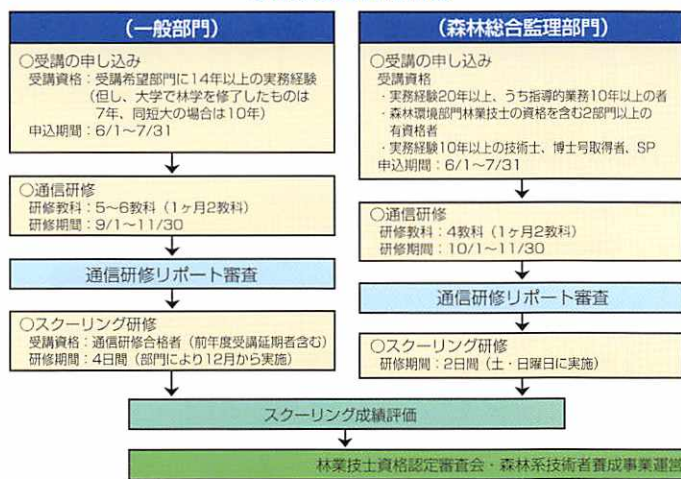 （一般部門）
○受講の申し込み
受講資格：受講希望部門に14年以上の実務経験
（但し、大学で林学を修了したものは
7年、同短大の場合は10年）
申込期間：6/1～7/31
○通信研修
研修教科：5～6教科（1ヶ月2教科）
研修期間：9/1～11/30
通信研修リポート審査
○スクーリング研修
受講資格：通信研修合格者（前年度受講延期者含む）
研修期間：4日間（部門により12月から実施）
（森林総合監理部門）
○受講の申し込み
受講資格
・実務経験20年以上、うち指導的業務10年以上の者
・森林環境部門林業技士の資格を含む2部門以上の
有資格者
・実務経験10年以上の技術士、博士号取得者、SP
申込期間：6/1～7/31
○通信研修
研修教科：4教科（1ヶ月2教科）
研修期間：10/1～11/30
通信研修リポート審査
○スクーリング研修
研修期間：2日間（土・日曜日に実施）
スクーリング成績評価
林業技士資格認定審査会・森林系技術者養成事業運営